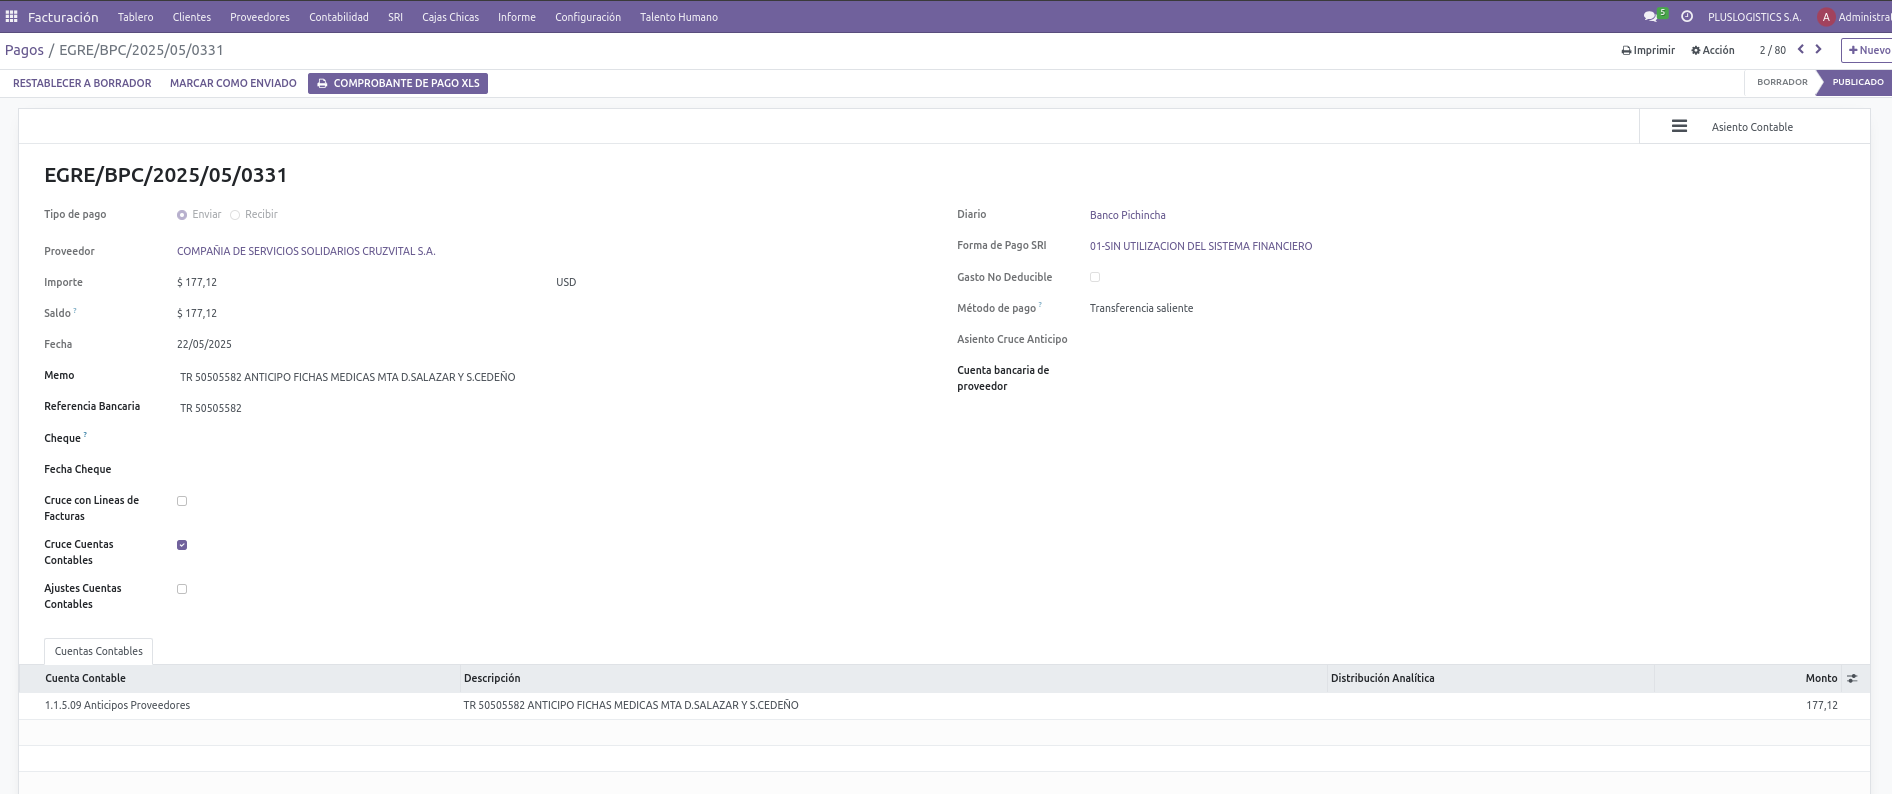 Facturación Tablero Clientes Proveedores Contabilidad SRI Cajas Chicas Informe Configuración Talento Humano 5 PLUSLOGISTICS S.A. A Administrat
Pagos / EGRE/BPC/2025/05/0331 Imprimir Acción 2 / 80 Nuevo
RESTABLECER A BORRADOR MARCAR COMO ENVIADO COMPROBANTE DE PAGO XLS BORRADOR PUBLICADO
Asiento Contable
EGRE/BPC/2025/05/0331
Tipo de pago Enviar Recibir
Proveedor COMPAÑIA DE SERVICIOS SOLIDARIOS CRUZVITAL S.A.
Importe $ 177,12 USD
Saldo ? $ 177,12
Fecha 22/05/2025
Memo TR 50505582 ANTICIPO FICHAS MEDICAS MTA D.SALAZAR Y S.CEDEÑO
Referencia Bancaria TR 50505582
Cheque ?
Fecha Cheque
Cruce con Lineas de
Facturas
Cruce Cuentas
Contables
Ajustes Cuentas
Contables
Diario Banco Pichincha
Forma de Pago SRI 01-SIN UTILIZACION DEL SISTEMA FINANCIERO
Gasto No Deducible
Método de pago ? Transferencia saliente
Asiento Cruce Anticipo
Cuenta bancaria de
proveedor
Cuentas Contables
Cuenta Contable Descripción Distribución Analítica Monto
1.1.5.09 Anticipos Proveedores TR 50505582 ANTICIPO FICHAS MEDICAS MTA D.SALAZAR Y S.CEDEÑO 177,12